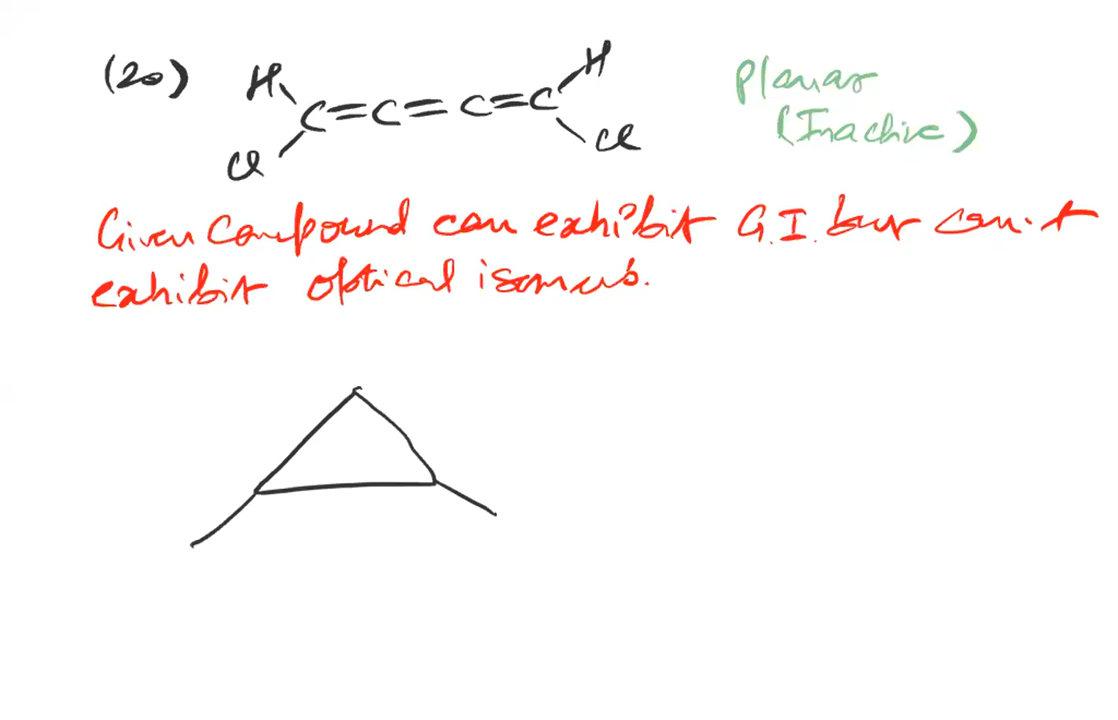 (20) H H
C=C=C=C
Cl Cl
Planar
(Inactive)
Given Compound can exhibit G.I. but can't
exhibit optical isomers.